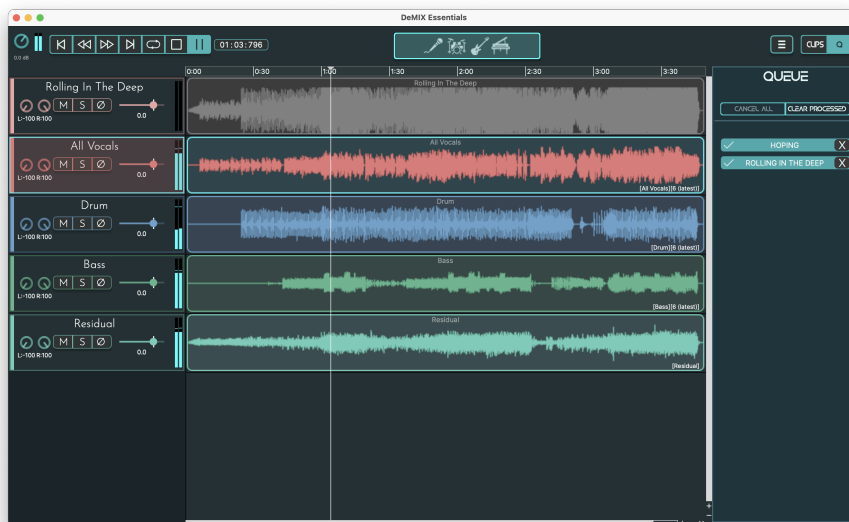 DeMIX Essentials
0.0 dB
01:03:796
CLIPS Q
0:00 0:30 1:00 1:30 2:00 2:30 3:00 3:30
QUEUE
CANCEL ALL CLEAR PROCESSED
HOPING X
ROLLING IN THE DEEP X
Rolling In The Deep
M S Ø
L:-100 R:100 0.0
Rolling In The Deep
All Vocals
M S Ø
L:-100 R:100 0.0
All Vocals
[All Vocals][6 (latest)]
Drum
M S Ø
L:-100 R:100 0.0
Drum
[Drum][6 (latest)]
Bass
M S Ø
L:-100 R:100 0.0
Bass
[Bass][6 (latest)]
Residual
M S Ø
L:-100 R:100 0.0
Residual
[Residual]